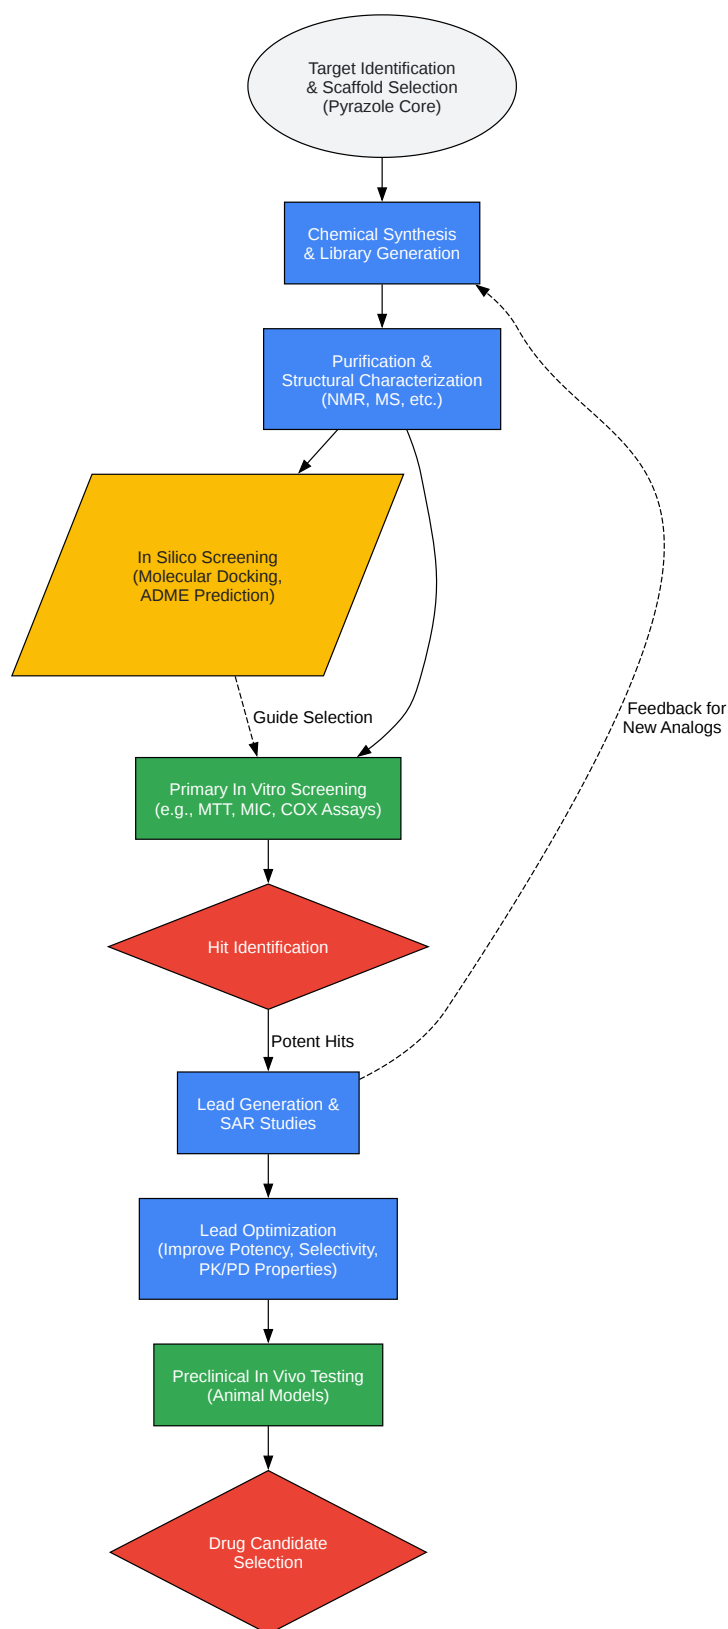 Target Identification
& Scaffold Selection
(Pyrazole Core)
Chemical Synthesis
& Library Generation
Purification &
Structural Characterization
(NMR, MS, etc.)
In Silico Screening
(Molecular Docking,
ADME Prediction)
Guide Selection
Feedback for
New Analogs
Primary In Vitro Screening
(e.g., MTT, MIC, COX Assays)
Hit Identification
Potent Hits
Lead Generation &
SAR Studies
Lead Optimization
(Improve Potency, Selectivity,
PK/PD Properties)
Preclinical In Vivo Testing
(Animal Models)
Drug Candidate
Selection